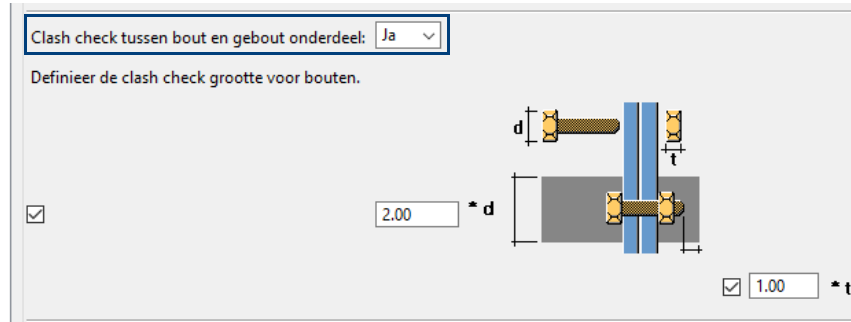 Clash check tussen bout en gebout onderdeel: Ja
Definieer de clash check grootte voor bouten.
d
t
2.00 * d
1.00 * t